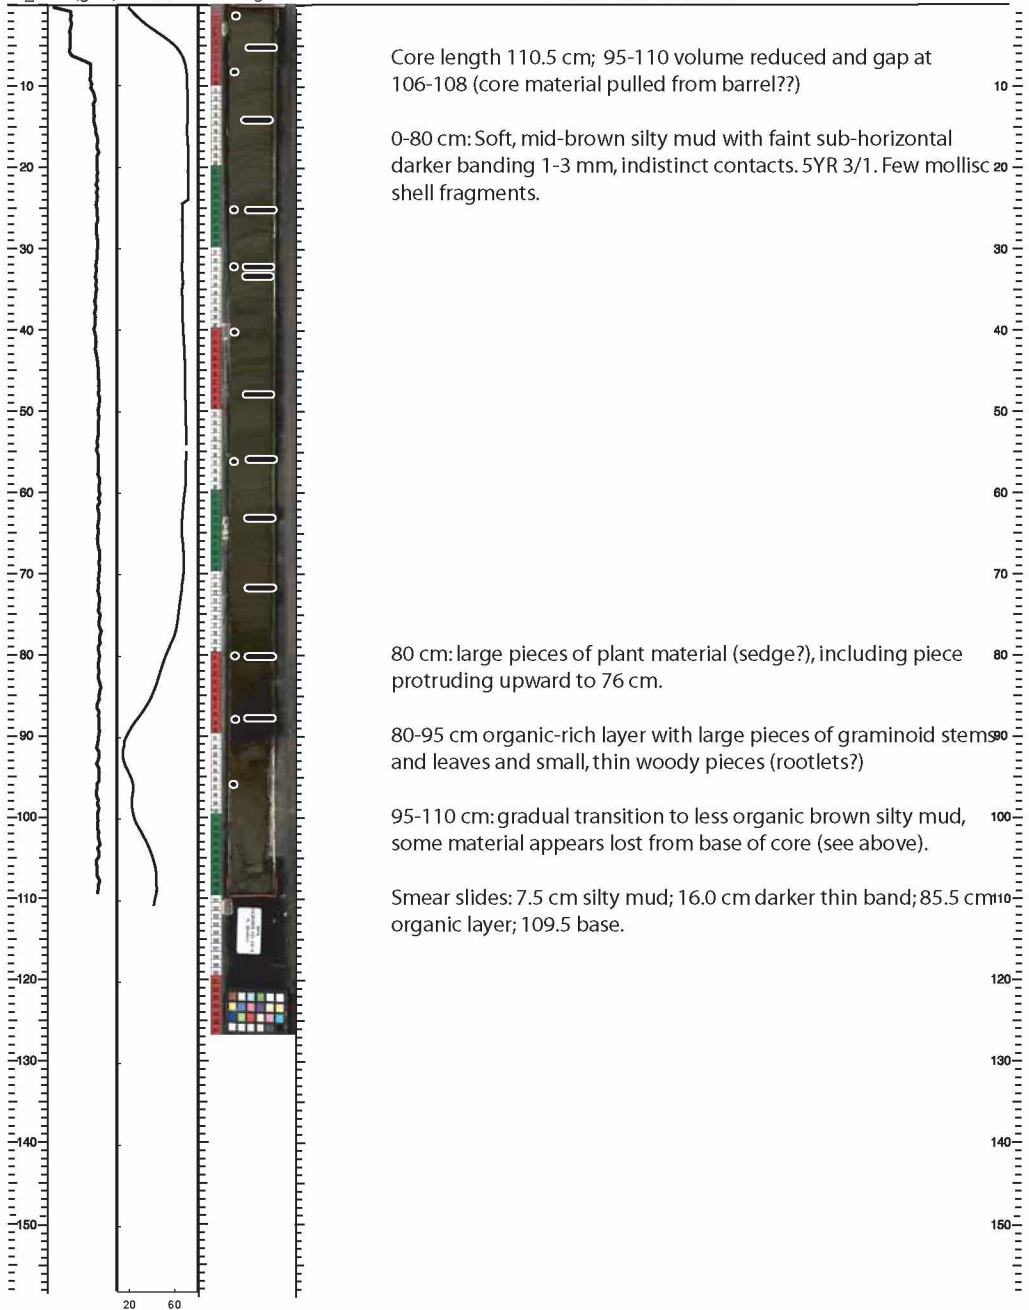 Core length 110.5 cm; 95-110 volume reduced and gap at
106-108 (core material pulled from barrel??)
0-80 cm: Soft, mid-brown silty mud with faint sub-horizontal
darker banding 1-3 mm, indistinct contacts. 5YR 3/1. Few mollisc
shell fragments.
80 cm: large pieces of plant material (sedge?), including piece
protruding upward to 76 cm.
80-95 cm organic-rich layer with large pieces of graminoid stems
and leaves and small, thin woody pieces (rootlets?)
95-110 cm: gradual transition to less organic brown silty mud,
some material appears lost from base of core (see above).
Smear slides: 7.5 cm silty mud; 16.0 cm darker thin band; 85.5 cm
organic layer; 109.5 base.
10
20
30
40
50
60
70
80
90
100
110
120
130
140
150
10
20
30
40
50
60
70
80
90
100
110
120
130
140
150
20 60